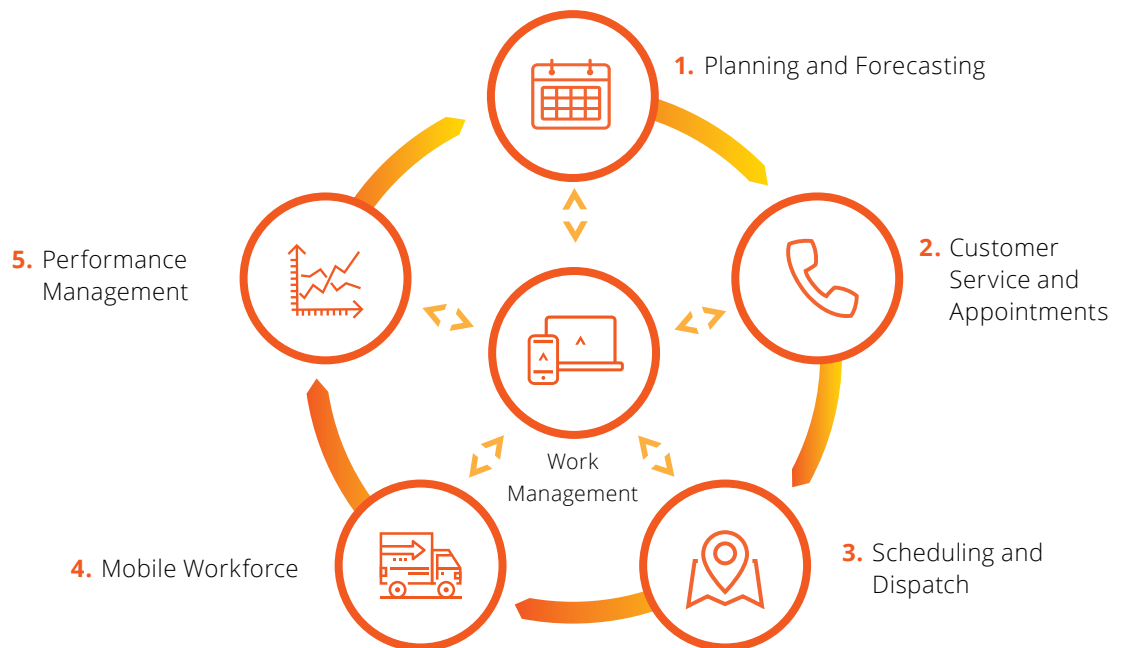 1. Planning and Forecasting
2. Customer
Service and
Appointments
3. Scheduling and
Dispatch
4. Mobile Workforce
5. Performance
Management
Work
Management